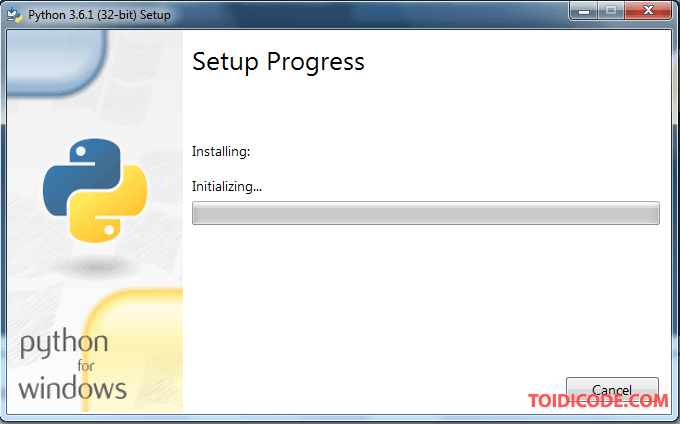 Python 3.6.1 (32-bit) Setup
Setup Progress
Installing:
Initializing...
python
for
windows
Cancel
TOIDICODE.COM